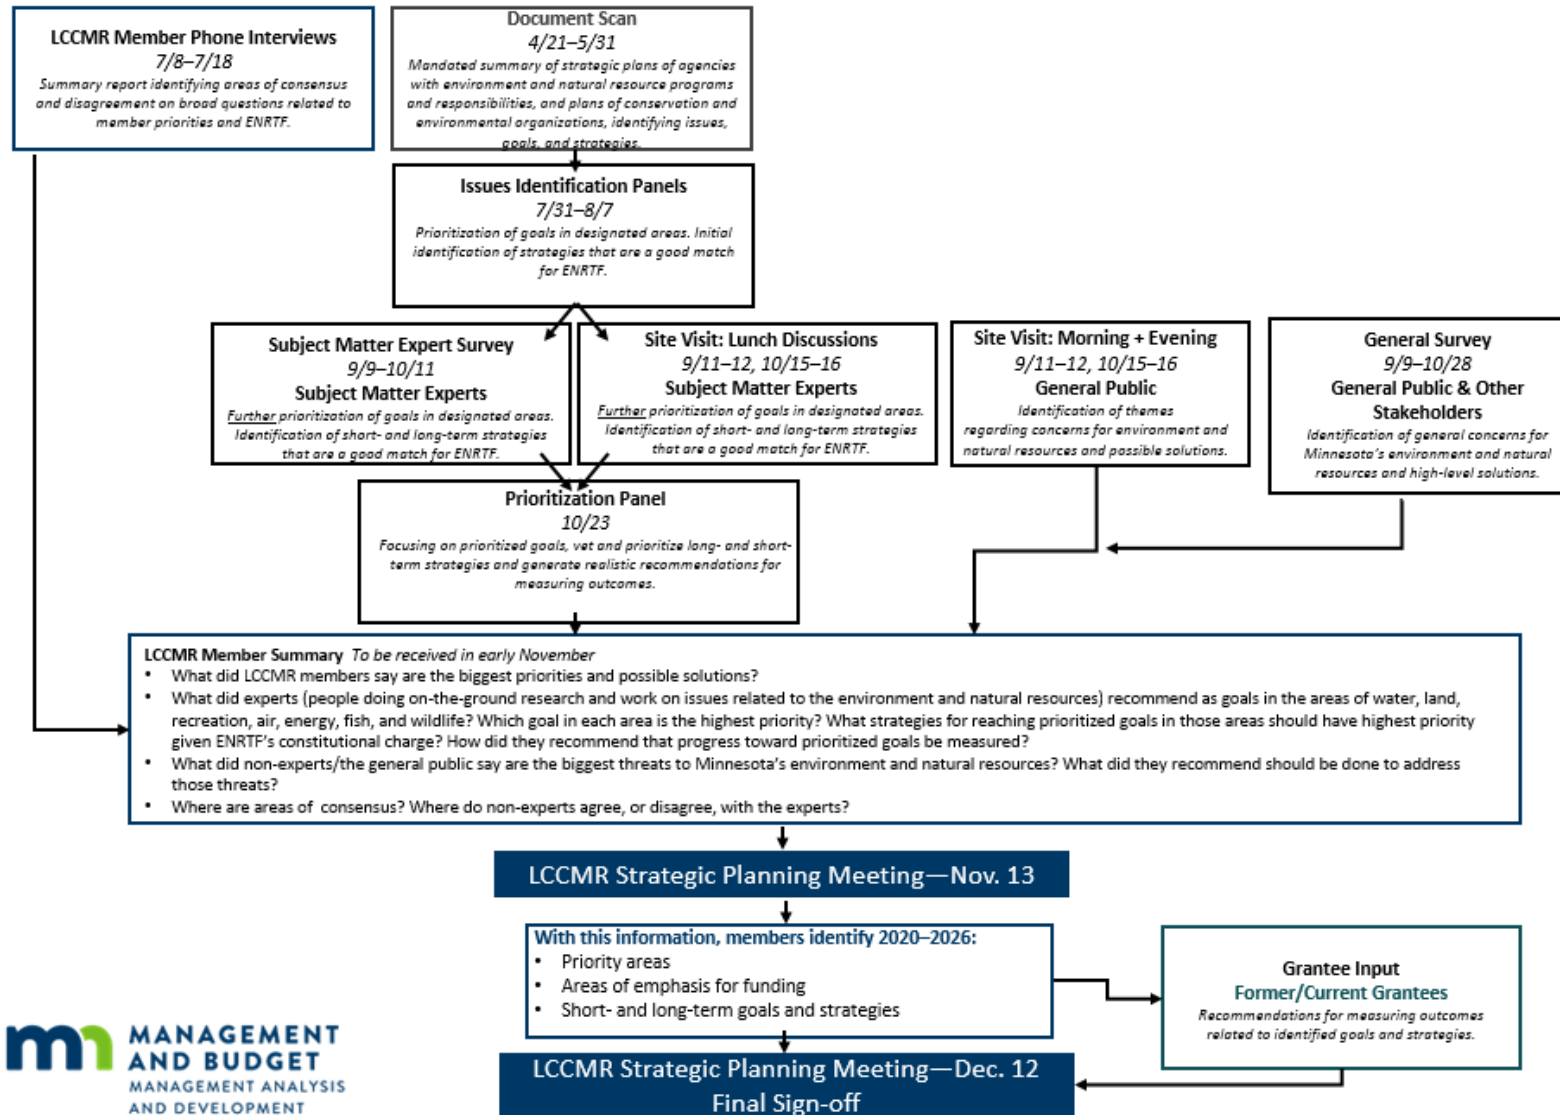 LCCMR Member Phone Interviews
7/8–7/18
Summary report identifying areas of consensus
and disagreement on broad questions related to
member priorities and ENRTF.
Document Scan
4/21–5/31
Mandated summary of strategic plans of agencies
with environment and natural resource programs
and responsibilities, and plans of conservation and
environmental organizations, identifying issues,
goals, and strategies.
Issues Identification Panels
7/31–8/7
Prioritization of goals in designated areas. Initial
identification of strategies that are a good match
for ENRTF.
Subject Matter Expert Survey
9/9–10/11
Subject Matter Experts
Further prioritization of goals in designated areas.
Identification of short- and long-term strategies
that are a good match for ENRTF.
Site Visit: Lunch Discussions
9/11–12, 10/15–16
Subject Matter Experts
Further prioritization of goals in designated areas.
Identification of short- and long-term strategies
that are a good match for ENRTF.
Site Visit: Morning + Evening
9/11–12, 10/15–16
General Public
Identification of themes
regarding concerns for environment and
natural resources and possible solutions.
General Survey
9/9–10/28
General Public & Other
Stakeholders
Identification of general concerns for
Minnesota's environment and natural
resources and high-level solutions.
Prioritization Panel
10/23
Focusing on prioritized goals, vet and prioritize long- and short-
term strategies and generate realistic recommendations for
measuring outcomes.
LCCMR Member Summary To be received in early November
• What did LCCMR members say are the biggest priorities and possible solutions?
• What did experts (people doing on-the-ground research and work on issues related to the environment and natural resources) recommend as goals in the areas of water, land,
recreation, air, energy, fish, and wildlife? Which goal in each area is the highest priority? What strategies for reaching prioritized goals in those areas should have highest priority
given ENRTF's constitutional charge? How did they recommend that progress toward prioritized goals be measured?
• What did non-experts/the general public say are the biggest threats to Minnesota's environment and natural resources? What did they recommend should be done to address
those threats?
• Where are areas of consensus? Where do non-experts agree, or disagree, with the experts?
LCCMR Strategic Planning Meeting—Nov. 13
With this information, members identify 2020–2026:
• Priority areas
• Areas of emphasis for funding
• Short- and long-term goals and strategies
Grantee Input
Former/Current Grantees
Recommendations for measuring outcomes
related to identified goals and strategies.
LCCMR Strategic Planning Meeting—Dec. 12
Final Sign-off
mn
MANAGEMENT
AND BUDGET
MANAGEMENT ANALYSIS
AND DEVELOPMENT